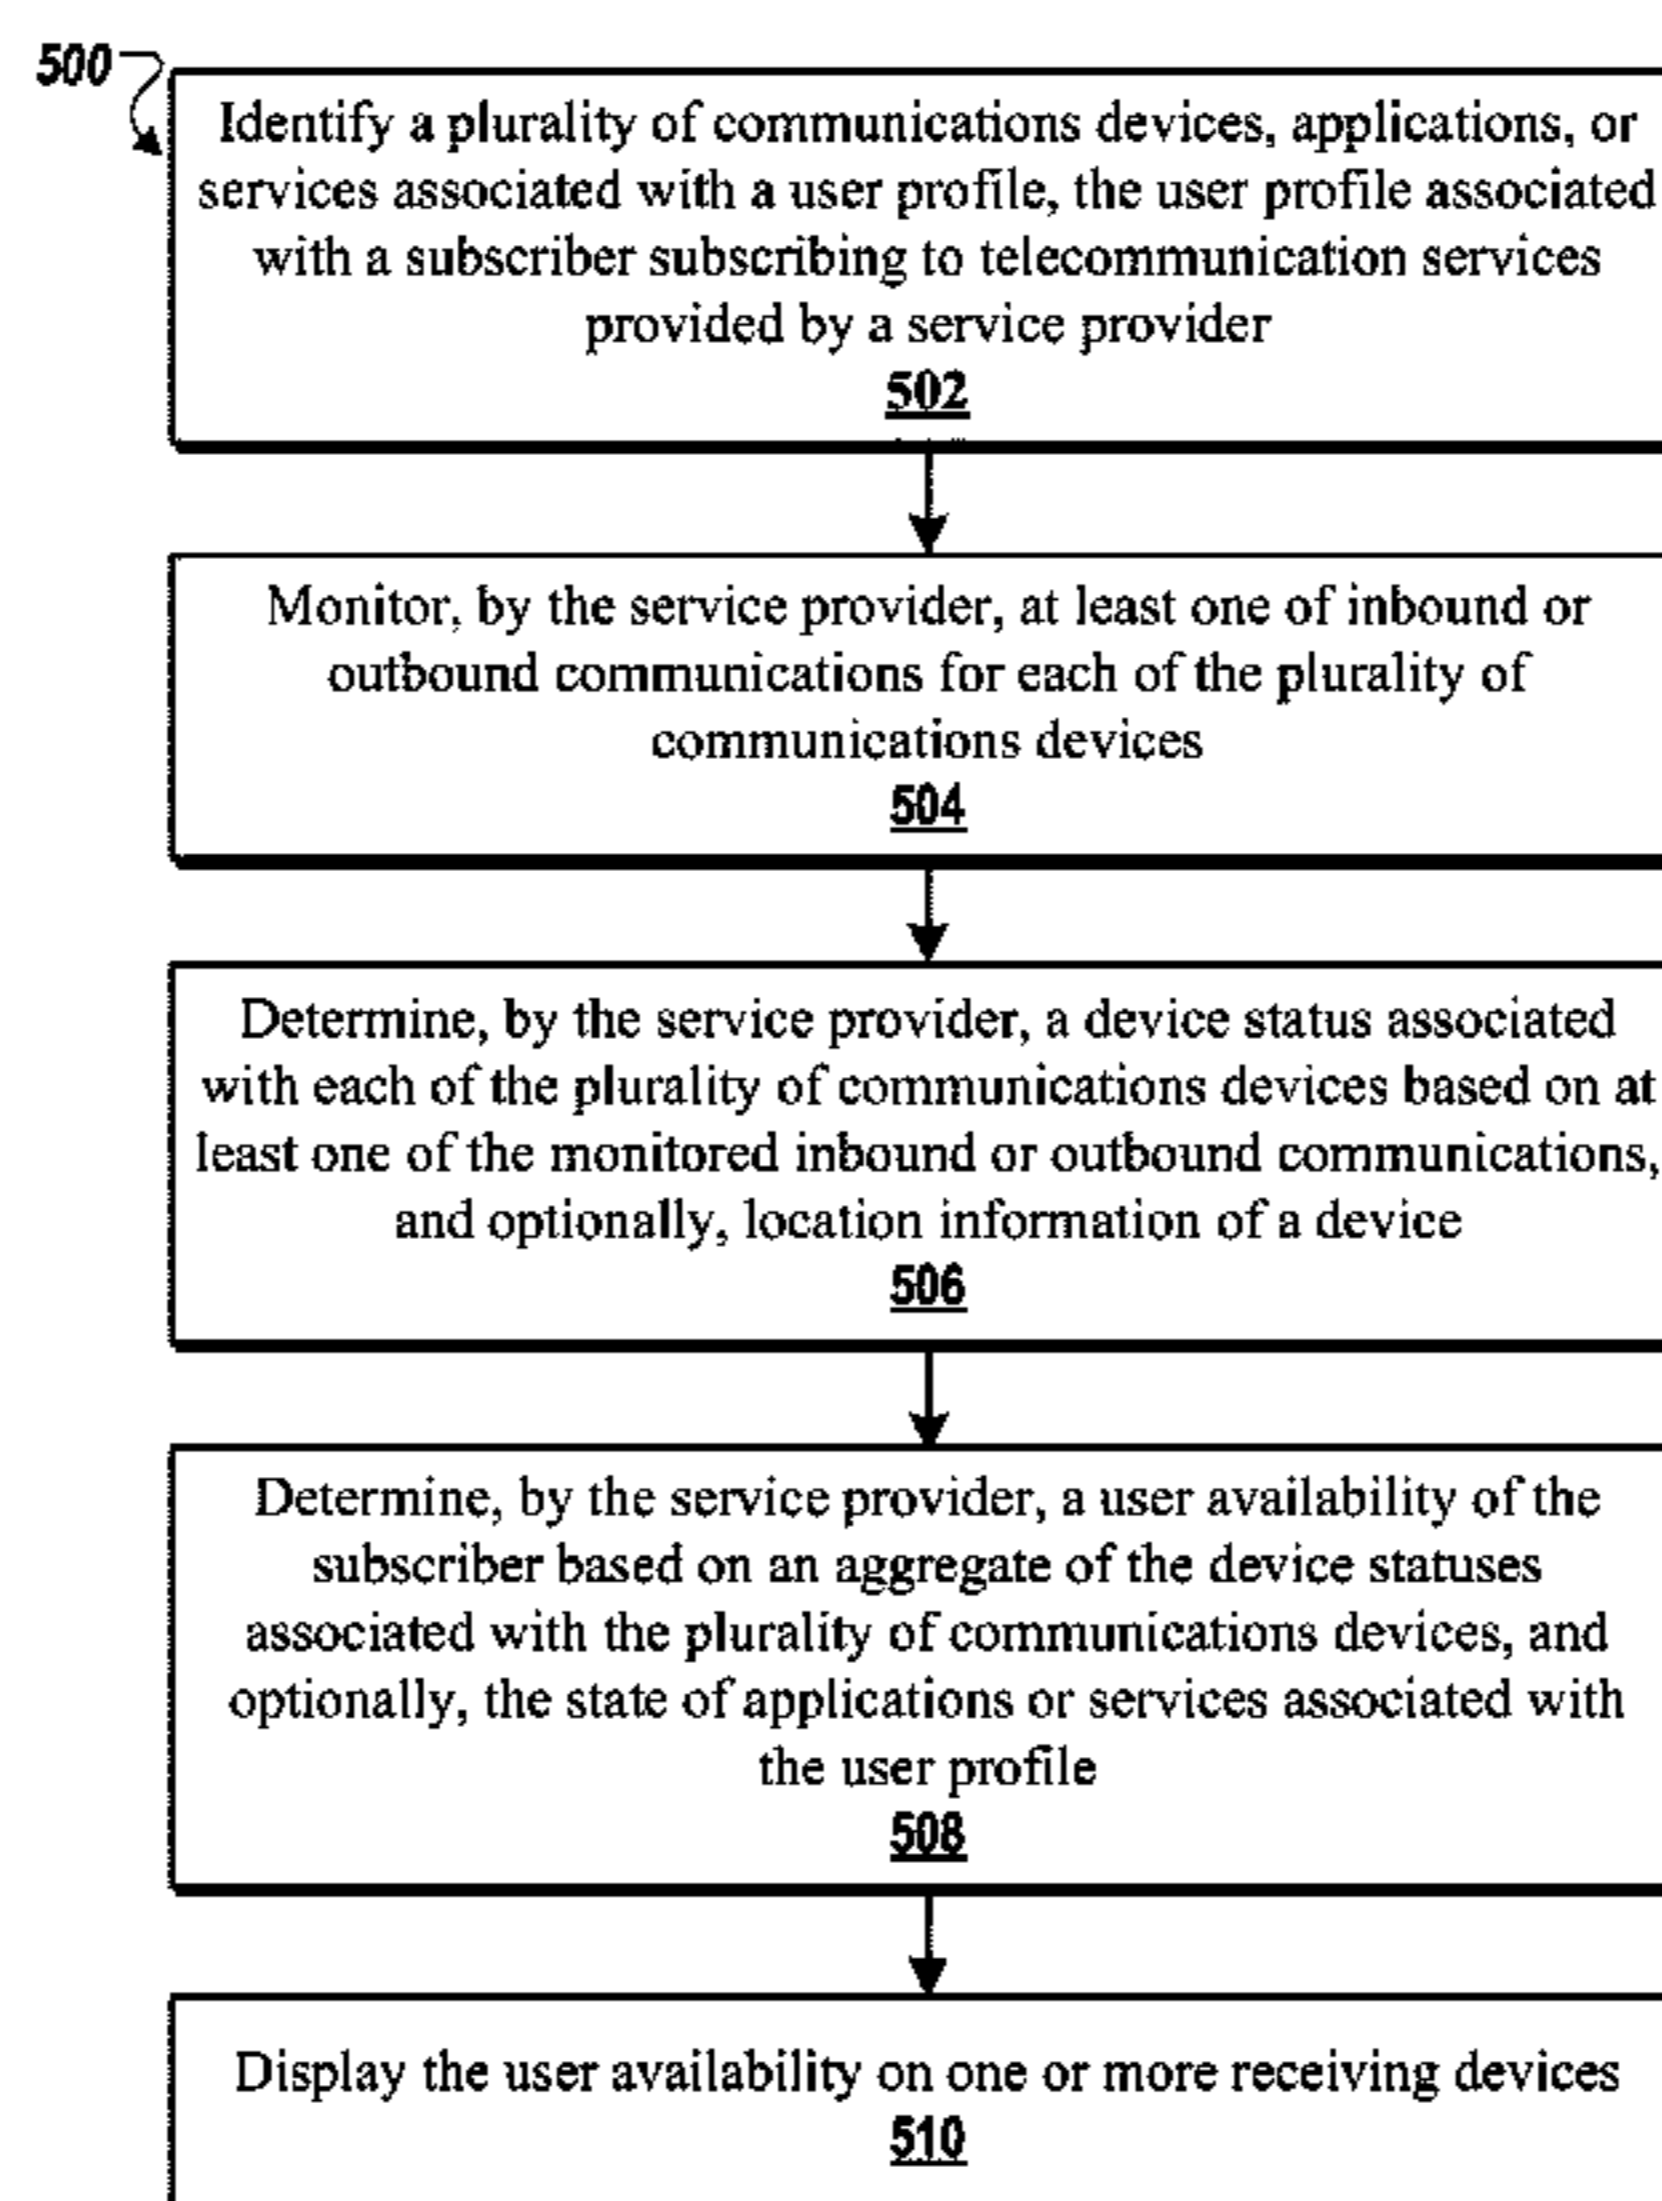 500
Identify a plurality of communications devices, applications, or
services associated with a user profile, the user profile associated
with a subscriber subscribing to telecommunication services
provided by a service provider
502
Monitor, by the service provider, at least one of inbound or
outbound communications for each of the plurality of
communications devices
504
Determine, by the service provider, a device status associated
with each of the plurality of communications devices based on at
least one of the monitored inbound or outbound communications,
and optionally, location information of a device
506
Determine, by the service provider, a user availability of the
subscriber based on an aggregate of the device statuses
associated with the plurality of communications devices, and
optionally, the state of applications or services associated with
the user profile
508
Display the user availability on one or more receiving devices
510